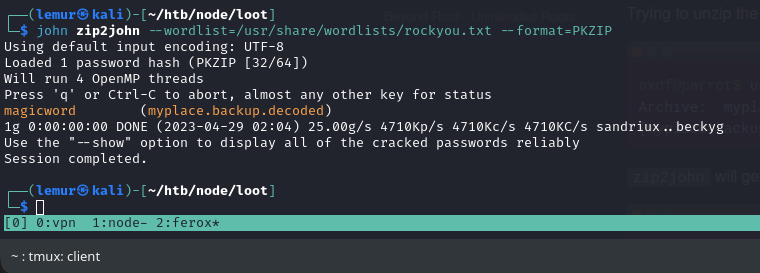 Trying to unzip the
┌──(lemur㉿kali)-[~/htb/node/loot]
└─$ john zip2john --wordlist=/usr/share/wordlists/rockyou.txt --format=PKZIP
Using default input encoding: UTF-8
Loaded 1 password hash (PKZIP [32/64])
Will run 4 OpenMP threads
Press 'q' or Ctrl-C to abort, almost any other key for status
magicword        (myplace.backup.decoded)
1g 0:00:00:00 DONE (2023-04-29 02:04) 25.00g/s 4710Kp/s 4710Kc/s 4710KC/s sandriux..beckyg
Use the "--show" option to display all of the cracked passwords reliably
Session completed.
zip2john will ge
┌──(lemur㉿kali)-[~/htb/node/loot]
└─$
[0] 0:vpn  1:node- 2:ferox*
~ : tmux: client